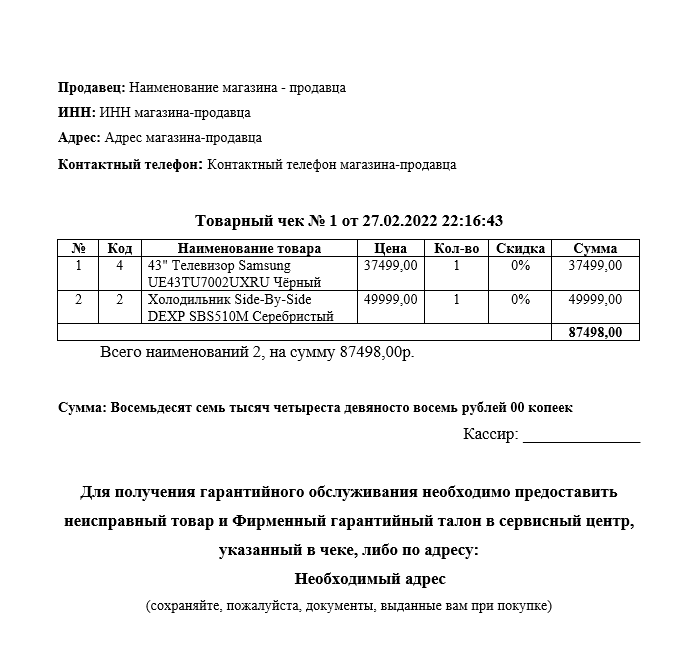 Продавец: Наименование магазина - продавца
ИНН: ИНН магазина-продавца
Адрес: Адрес магазина-продавца
Контактный телефон: Контактный телефон магазина-продавца
Товарный чек № 1 от 27.02.2022 22:16:43
№ Код Наименование товара Цена Кол-во Скидка Сумма
1 4 43" Телевизор Samsung 37499,00 1 0% 37499,00
UE43TU7002UXRU Чёрный
2 2 Холодильник Side-By-Side 49999,00 1 0% 49999,00
DEXP SBS510M Серебристый
87498,00
Всего наименований 2, на сумму 87498,00р.
Сумма: Восемьдесят семь тысяч четыреста девяносто восемь рублей 00 копеек
Кассир: _______________
Для получения гарантийного обслуживания необходимо предоставить
неисправный товар и Фирменный гарантийный талон в сервисный центр,
указанный в чеке, либо по адресу:
Необходимый адрес
(сохраняйте, пожалуйста, документы, выданные вам при покупке)